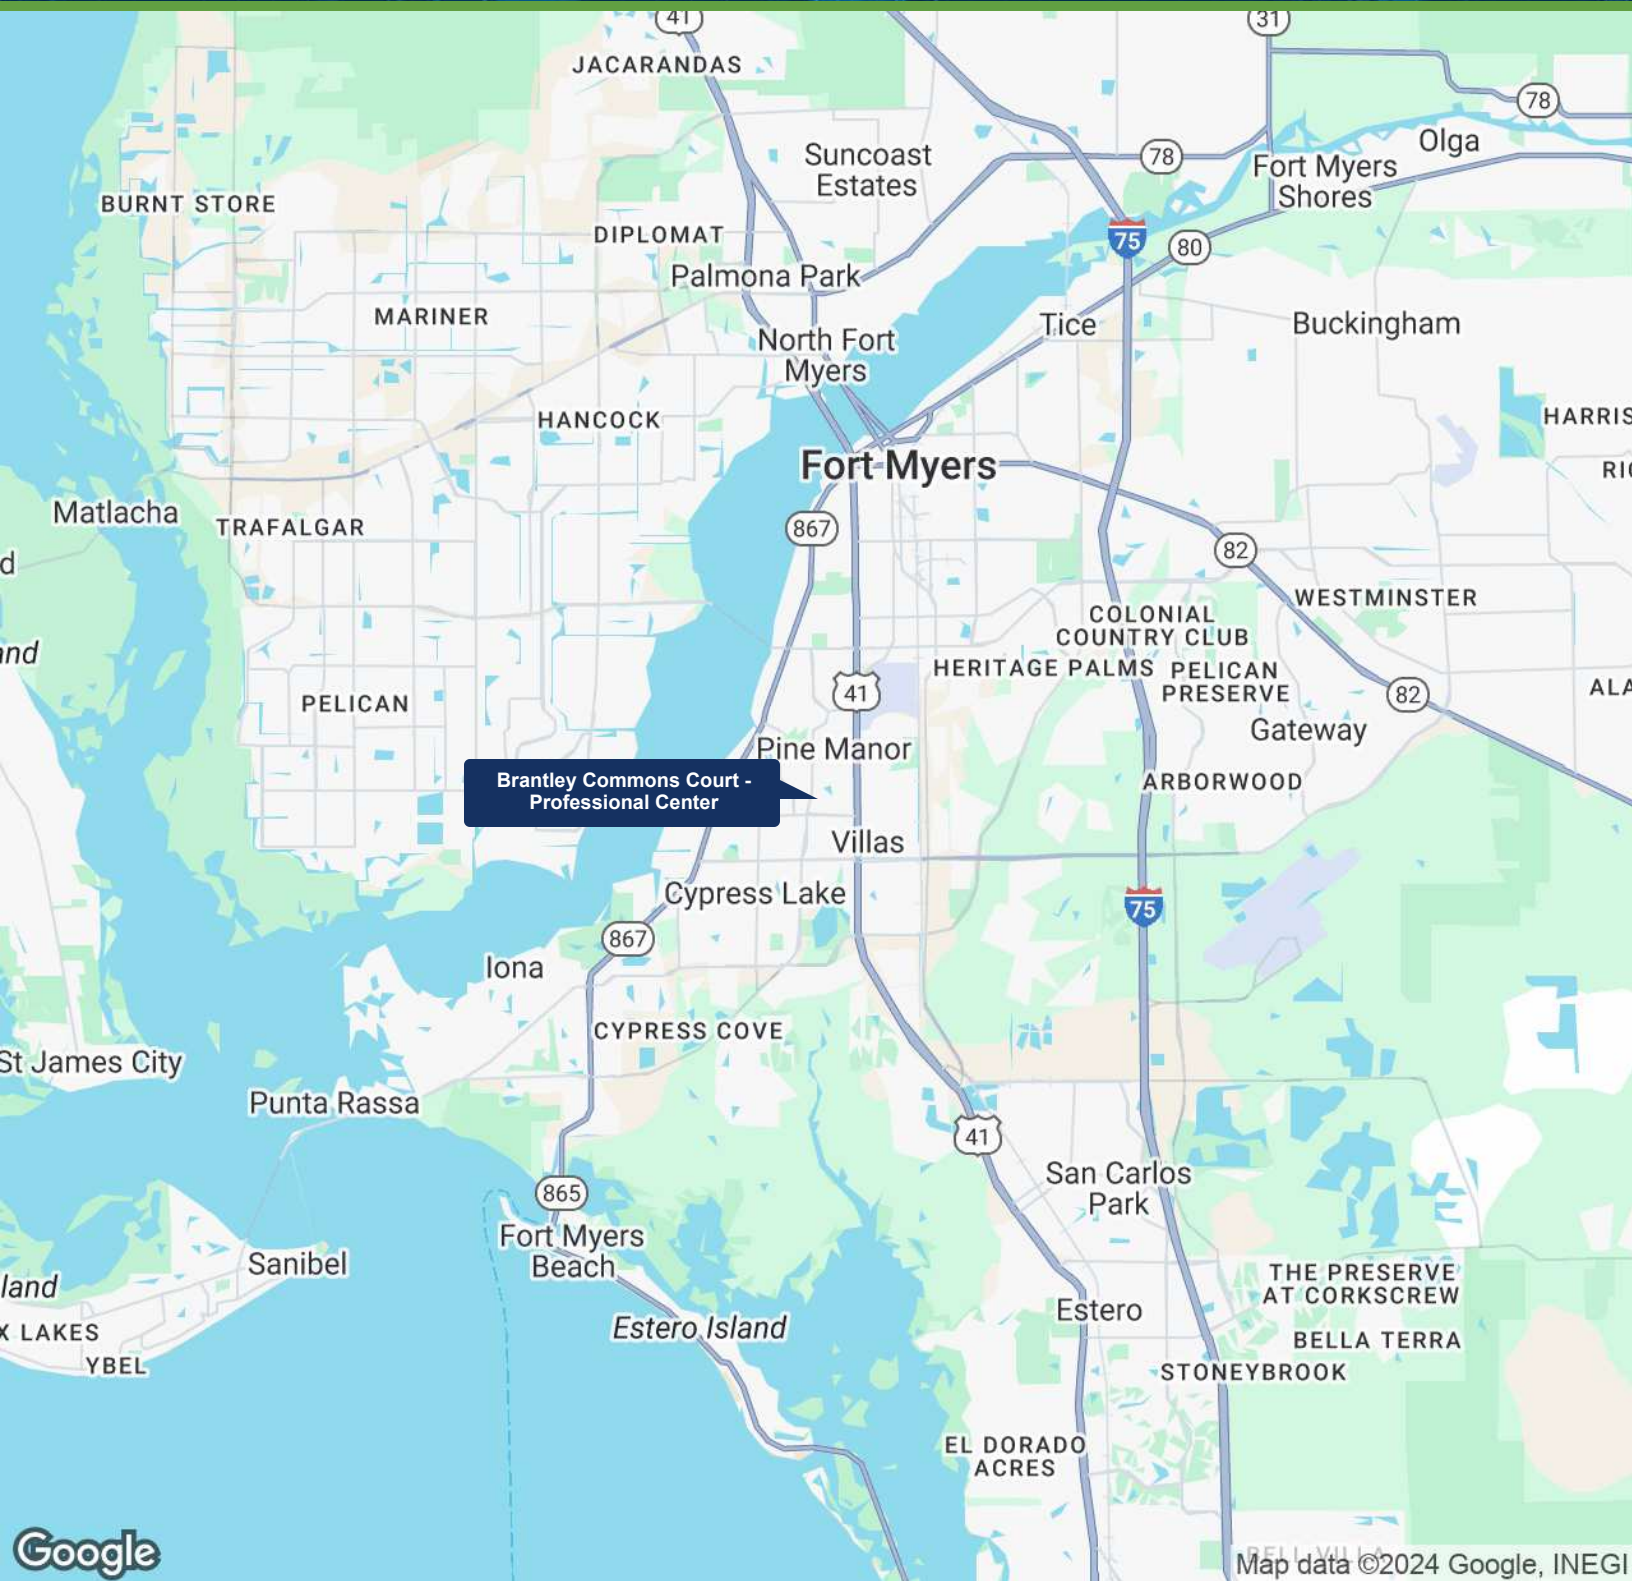 41
31
JACARANDAS
78
Olga
Suncoast
Estates
78
Fort Myers
Shores
BURNT STORE
DIPLOMAT
75
80
Palmona Park
MARINER
Tice
Buckingham
North Fort
Myers
HANCOCK
HARRIS
Fort Myers
RIC
Matlacha
TRAFALGAR
867
82
d
WESTMINSTER
COLONIAL
COUNTRY CLUB
and
HERITAGE PALMS
PELICAN
PRESERVE
41
82
ALA
PELICAN
Gateway
Pine Manor
Brantley Commons Court -
Professional Center
ARBORWOOD
Villas
Cypress Lake
75
867
Iona
CYPRESS COVE
St James City
Punta Rassa
41
San Carlos
Park
865
Fort Myers
Beach
Sanibel
land
THE PRESERVE
AT CORKSCREW
Estero
Estero Island
X LAKES
BELLA TERRA
YBEL
STONEYBROOK
EL DORADO
ACRES
Google
BELL VILLA
Map data ©2024 Google, INEGI